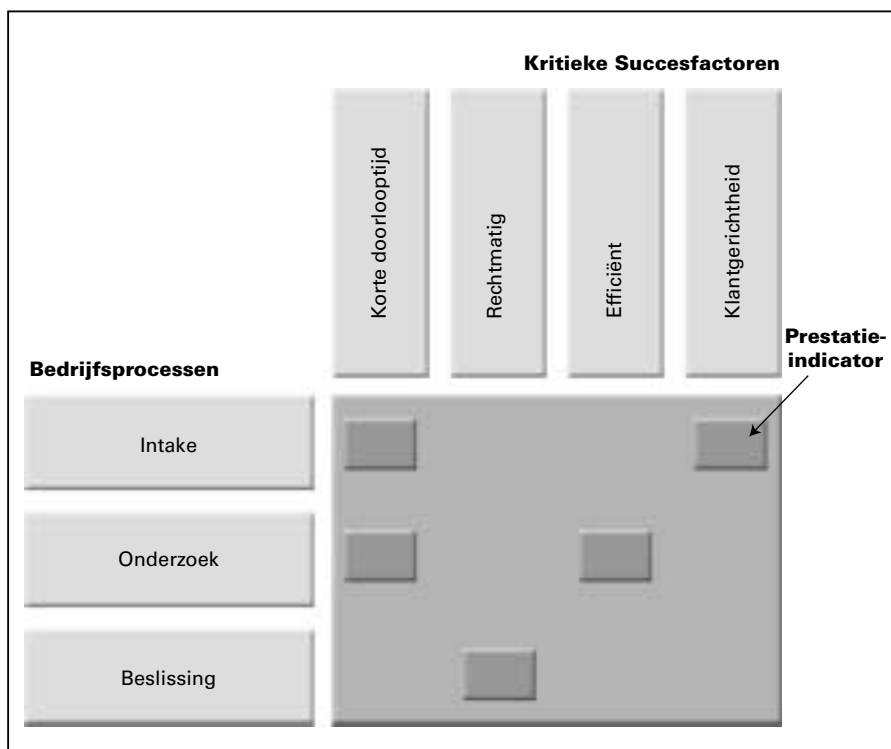 Kritieke Succesfactoren
Korte doorlooptijd
Rechtmatig
Efficiënt
Klantgerichtheid
Prestatie-
indicator
Bedrijfsprocessen
Intake
Onderzoek
Beslissing